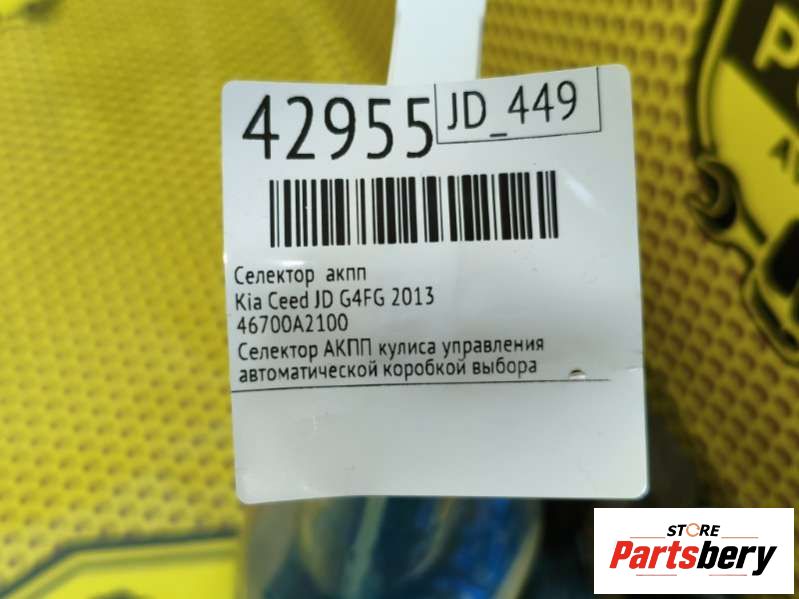 42955
JD_449
Селектор акпп
Kia Ceed JD G4FG 2013
46700A2100
Селектор АКПП кулиса управления
автоматической коробкой выбора
STORE
Partsbery